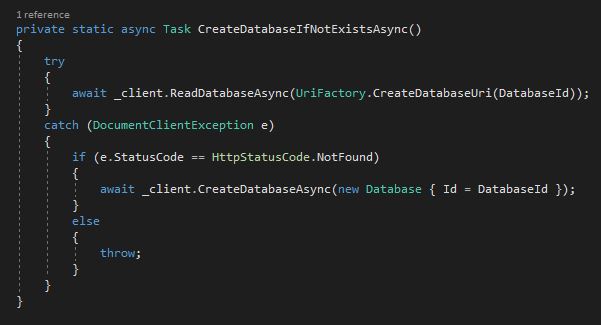 1 reference
private static async Task CreateDatabaseIfNotExistsAsync()
{
    try
    {
        await _client.ReadDatabaseAsync(UriFactory.CreateDatabaseUri(DatabaseId));
    }
    catch (DocumentClientException e)
    {
        if (e.StatusCode == HttpStatusCode.NotFound)
        {
            await _client.CreateDatabaseAsync(new Database { Id = DatabaseId });
        }
        else
        {
            throw;
        }
    }
}